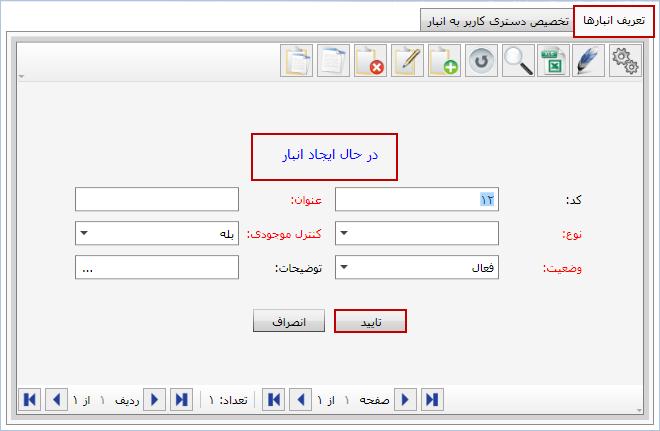 تعریف انبارها تخصیص دستری کاربر به انبار
در حال ایجاد انبار
کد: ۱۲ عنوان:
نوع: کنترل موجودی: بله
وضعیت: فعال توضیحات: ...
تایید انصراف
صفحه ۱ از ۱ تعداد: ۱ ردیف ۱ از ۱